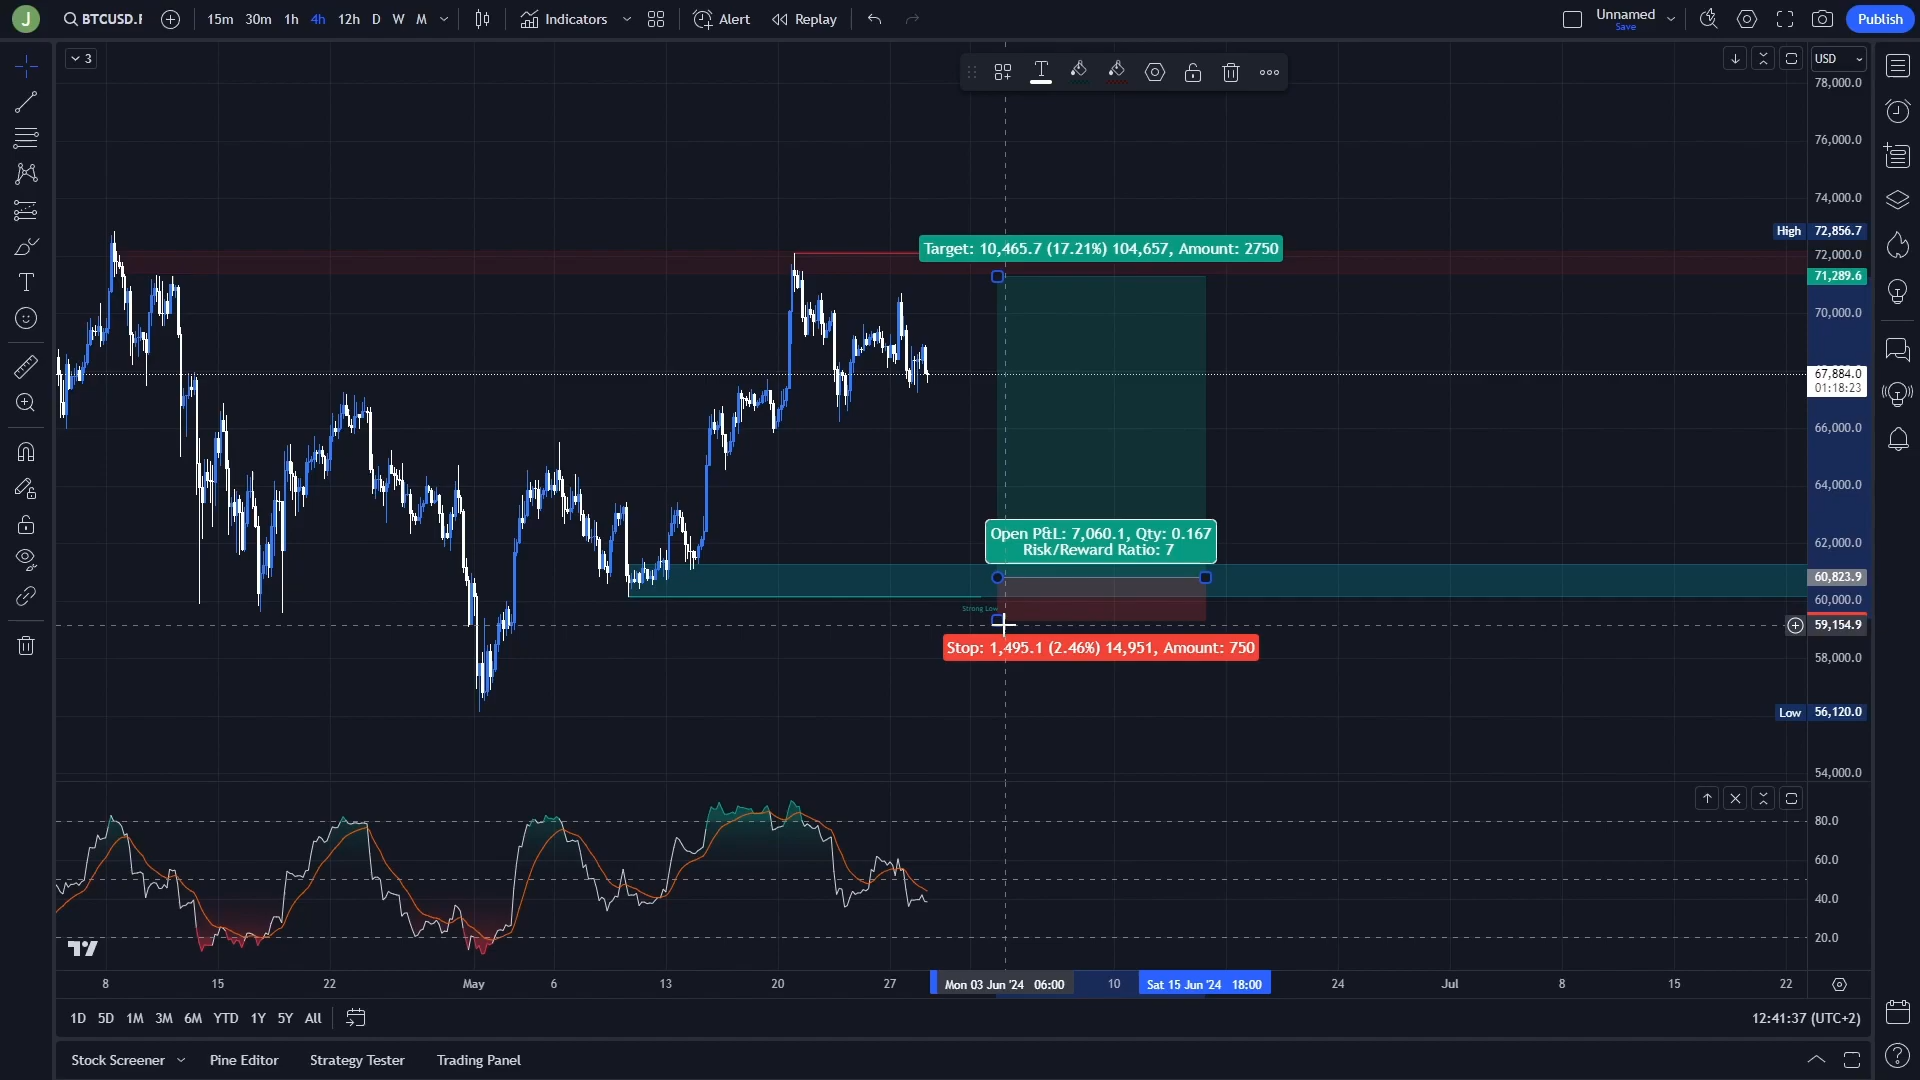 J
BTCUSD.F
15m 30m 1h 4h 12h D W M
Indicators
Alert
Replay
Unnamed
Save
Publish
3
USD
78,000.0
76,000.0
74,000.0
High 72,856.7
72,000.0
71,289.6
70,000.0
67,884.0
01:18:23
66,000.0
64,000.0
62,000.0
60,823.9
60,000.0
59,154.9
58,000.0
Low 56,120.0
54,000.0
Target: 10,465.7 (17.21%) 104,657, Amount: 2750
Open P&L: 7,060.1, Qty: 0.167
Risk/Reward Ratio: 7
Strong Low
Stop: 1,495.1 (2.46%) 14,951, Amount: 750
80.0
60.0
40.0
20.0
8 15 22 May 6 13 20 27 Mon 03 Jun '24 06:00 10 Sat 15 Jun '24 18:00 24 Jul 8 15 22
1D 5D 1M 3M 6M YTD 1Y 5Y All
12:41:37 (UTC+2)
Stock Screener Pine Editor Strategy Tester Trading Panel